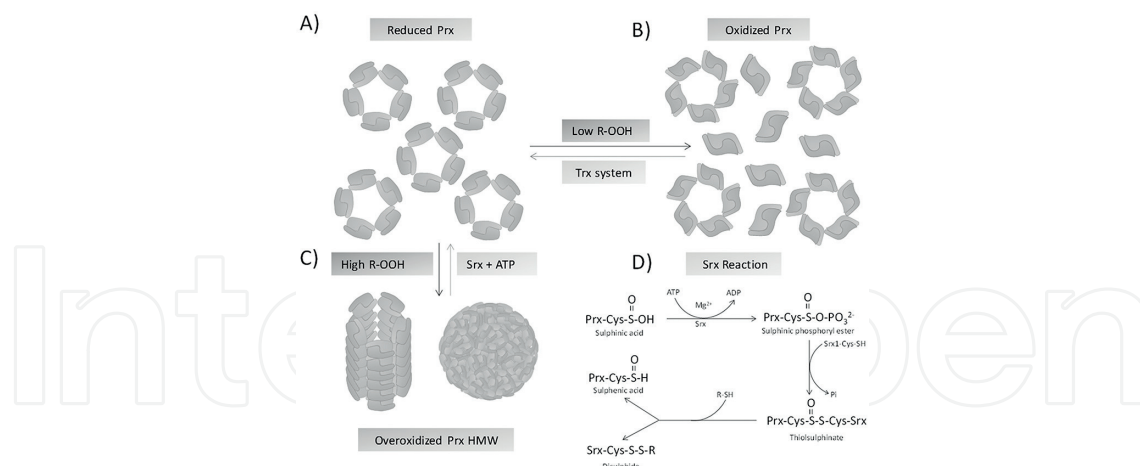 A)
Reduced Prx
B)
Oxidized Prx
Low R-OOH
Trx system
C)
High R-OOH
Srx + ATP
Overoxidized Prx HMW
D)
Srx Reaction
O
Prx-Cys-S-OH
Sulphinic acid
ATP
ADP
Mg²⁺
Srx
O
Prx-Cys-S-O-PO₃²⁻
Sulphinic phosphoryl ester
Srx1-Cys-SH
Pi
O
Prx-Cys-S-S-Cys-Srx
Thiolsulphinate
R-SH
O
Prx-Cys-S-H
Sulphenic acid
Srx-Cys-S-S-R